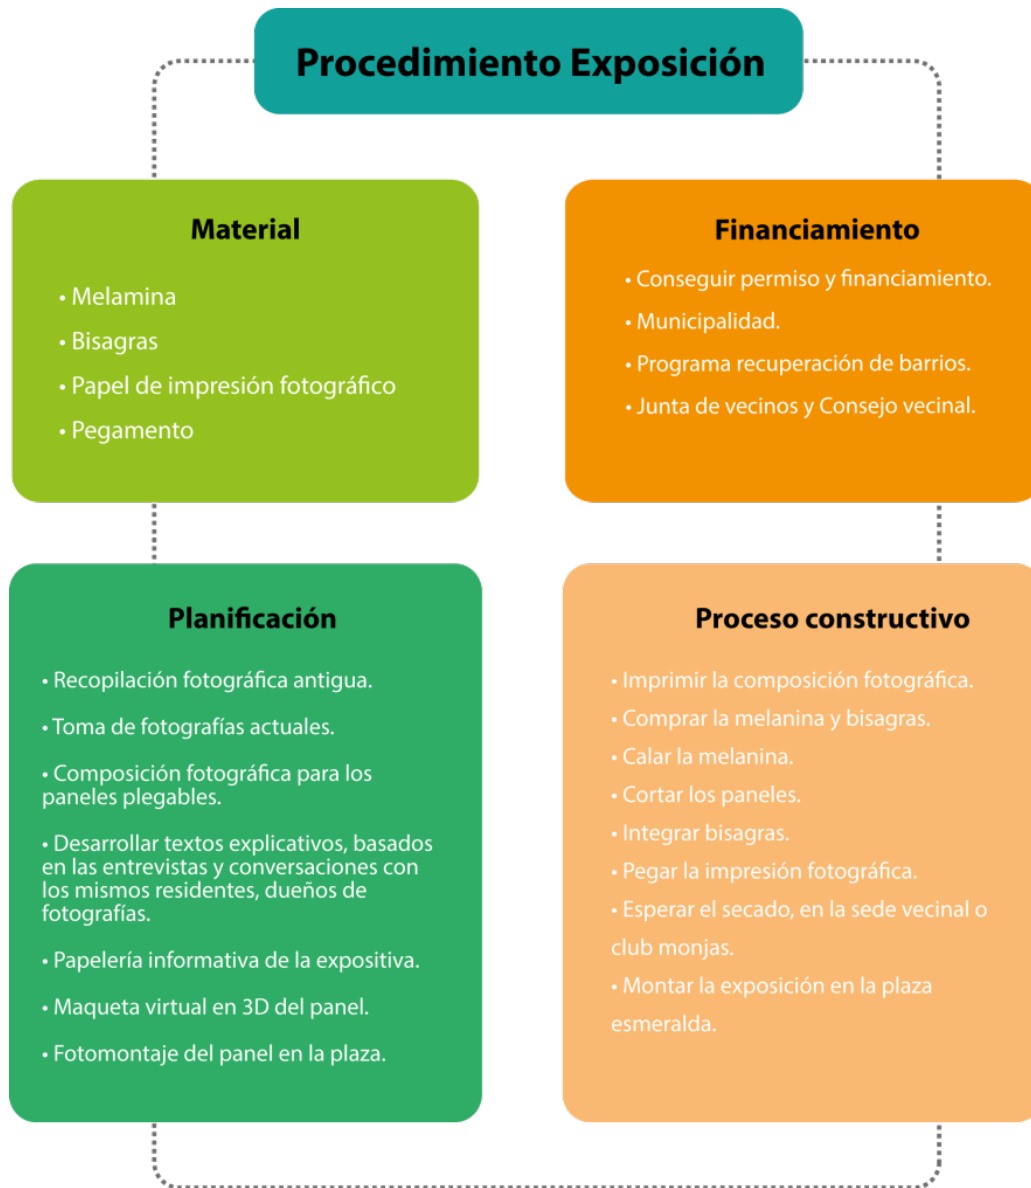 Procedimiento Exposición
Material
• Melamina
• Bisagras
• Papel de impresión fotográfico
• Pegamento
Financiamiento
• Conseguir permiso y financiamiento.
• Municipalidad.
• Programa recuperación de barrios.
• Junta de vecinos y Consejo vecinal.
Planificación
• Recopilación fotográfica antigua.
• Toma de fotografías actuales.
• Composición fotográfica para los
paneles plegables.
• Desarrollar textos explicativos, basados
en las entrevistas y conversaciones con
los mismos residentes, dueños de
fotografías.
• Papelería informativa de la expositiva.
• Maqueta virtual en 3D del panel.
• Fotomontaje del panel en la plaza.
Proceso constructivo
• Imprimir la composición fotográfica.
• Comprar la melanina y bisagras.
• Calar la melanina.
• Cortar los paneles.
• Integrar bisagras.
• Pegar la impresión fotográfica.
• Esperar el secado, en la sede vecinal o
club monjas.
• Montar la exposición en la plaza
esmeralda.